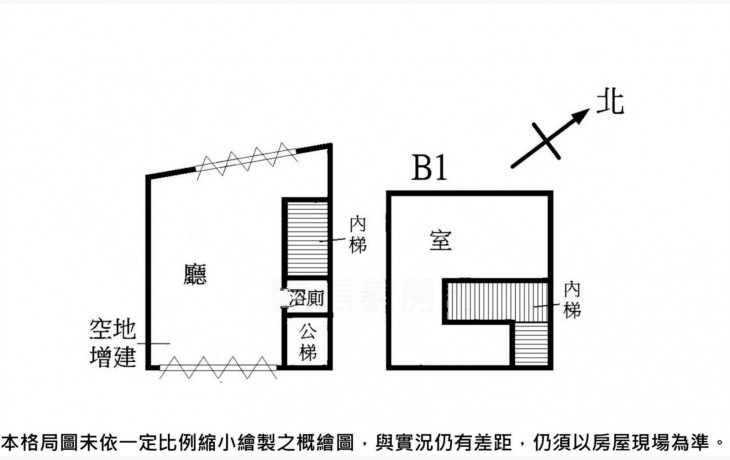 北
B1
內梯
廳
室
浴廁
內梯
公梯
空地
增建
本格局圖未依一定比例縮小繪製之概繪圖，與實況仍有差距，仍須以房屋現場為準。